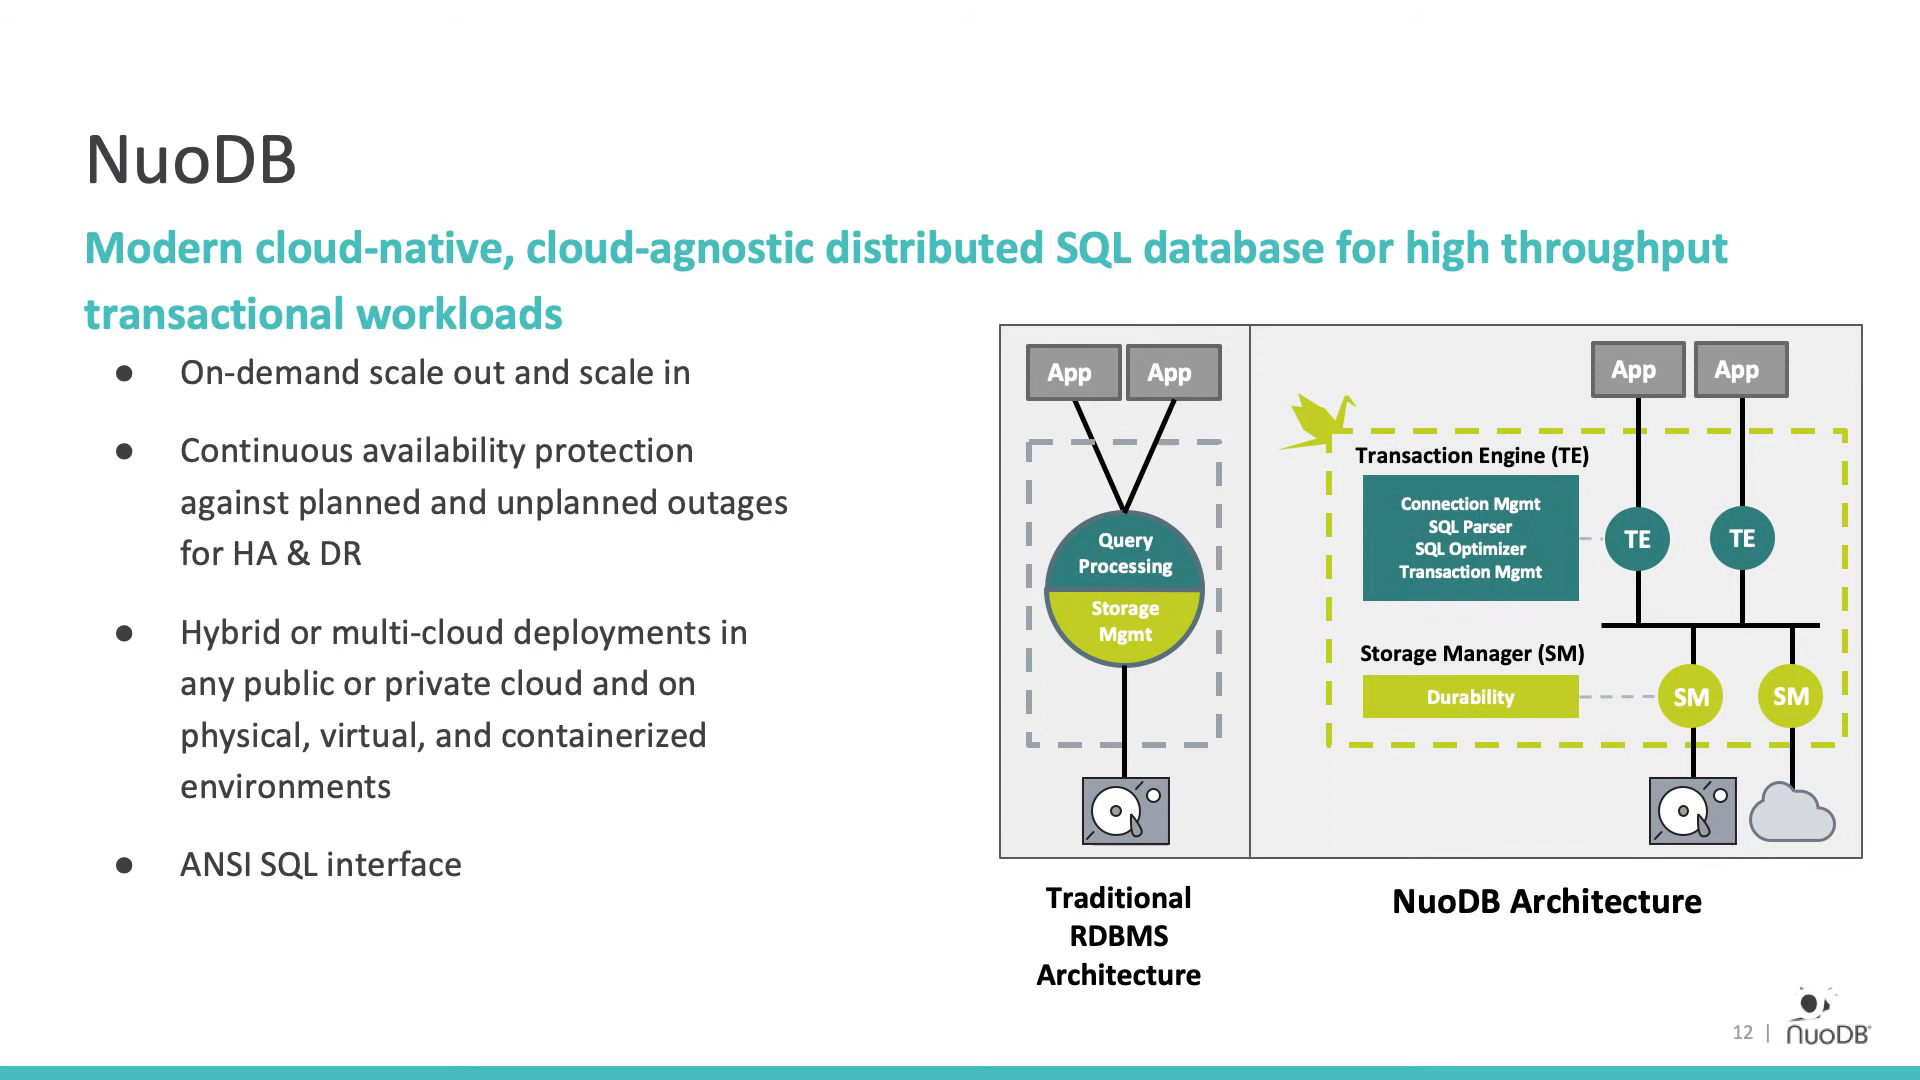 NuoDB
Modern cloud-native, cloud-agnostic distributed SQL database for high throughput
transactional workloads
● On-demand scale out and scale in
● Continuous availability protection
against planned and unplanned outages
for HA & DR
● Hybrid or multi-cloud deployments in
any public or private cloud and on
physical, virtual, and containerized
environments
● ANSI SQL interface
App App
Query
Processing
Storage
Mgmt
Traditional
RDBMS
Architecture
App App
Transaction Engine (TE)
Connection Mgmt
SQL Parser
SQL Optimizer
Transaction Mgmt
TE TE
Storage Manager (SM)
Durability
SM SM
NuoDB Architecture
12 |
nuoDB